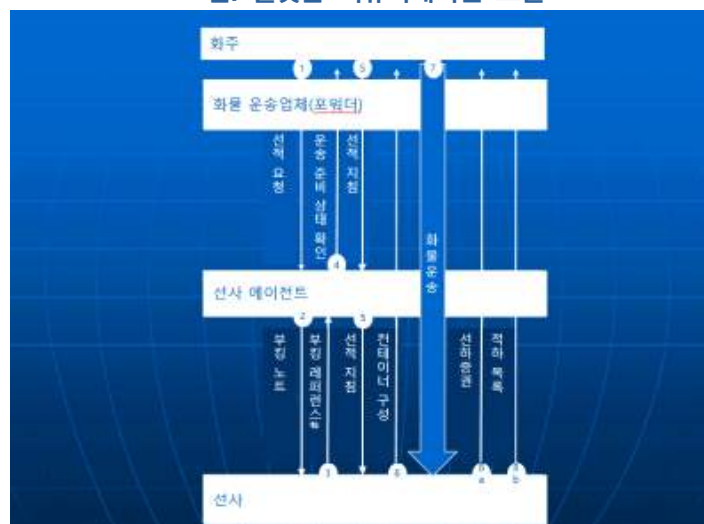 화주
1
5
7
화물 운송업체(포워더)
선적 요청
운송 준비 상태 확인
선적 지침
화물운송
4
선사 에이전트
2
5
부킹 노트
부킹 레퍼런스
선적 지침
컨테이너 구성
선하증권
적하 목록
3
6
a
b
선사